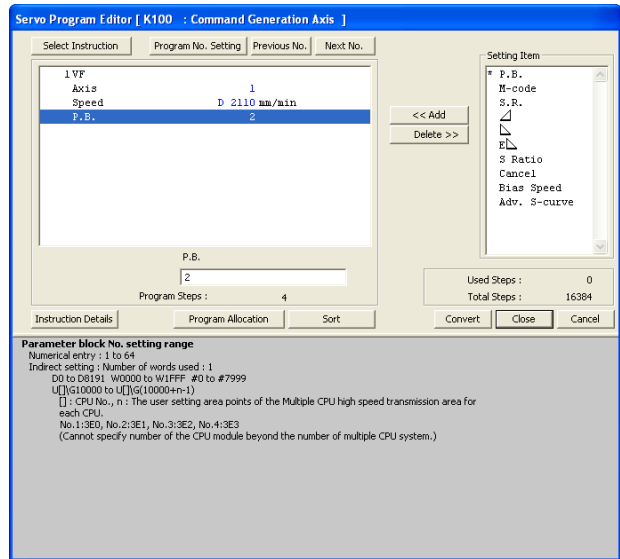 Servo Program Editor [ K100 : Command Generation Axis ]
Select Instruction
Program No. Setting
Previous No.
Next No.
Setting Item
1 VF
Axis 1
Speed D 2110 mm/min
P.B. 2
<< Add
Delete >>
* P.B.
M-code
S.R.
E
S Ratio
Cancel
Bias Speed
Adv. S-curve
P.B.
2
Program Steps : 4
Used Steps : 0
Total Steps : 16384
Instruction Details
Program Allocation
Sort
Convert
Close
Cancel
Parameter block No. setting range
Numerical entry : 1 to 64
Indirect setting : Number of words used : 1
D0 to D8191 W0000 to W1FFF #0 to #7999
U[]\G10000 to U[]\G(10000+n-1)
[] : CPU No., n : The user setting area points of the Multiple CPU high speed transmission area for
each CPU.
No.1:3E0, No.2:3E1, No.3:3E2, No.4:3E3
(Cannot specify number of the CPU module beyond the number of multiple CPU system.)